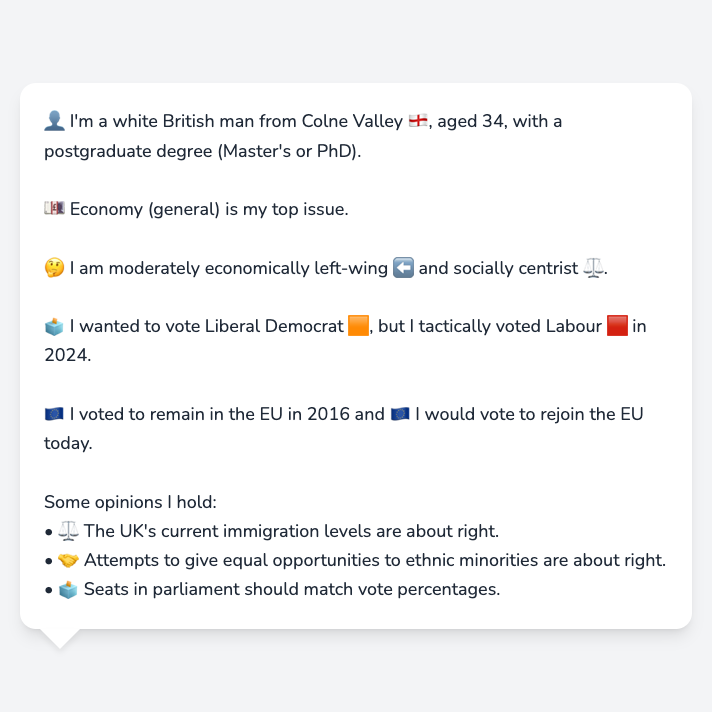 👤 I'm a white British man from Colne Valley 🏴󠁧󠁢󠁥󠁮󠁧󠁿, aged 34, with a
postgraduate degree (Master's or PhD).
💷 Economy (general) is my top issue.
🤔 I am moderately economically left-wing ⬅️ and socially centrist ⚖️.
🗳️ I wanted to vote Liberal Democrat 🟧, but I tactically voted Labour 🟥 in
2024.
🇪🇺 I voted to remain in the EU in 2016 and 🇪🇺 I would vote to rejoin the EU
today.
Some opinions I hold:
• ⚖️ The UK's current immigration levels are about right.
• 🤝 Attempts to give equal opportunities to ethnic minorities are about right.
• 🗳️ Seats in parliament should match vote percentages.